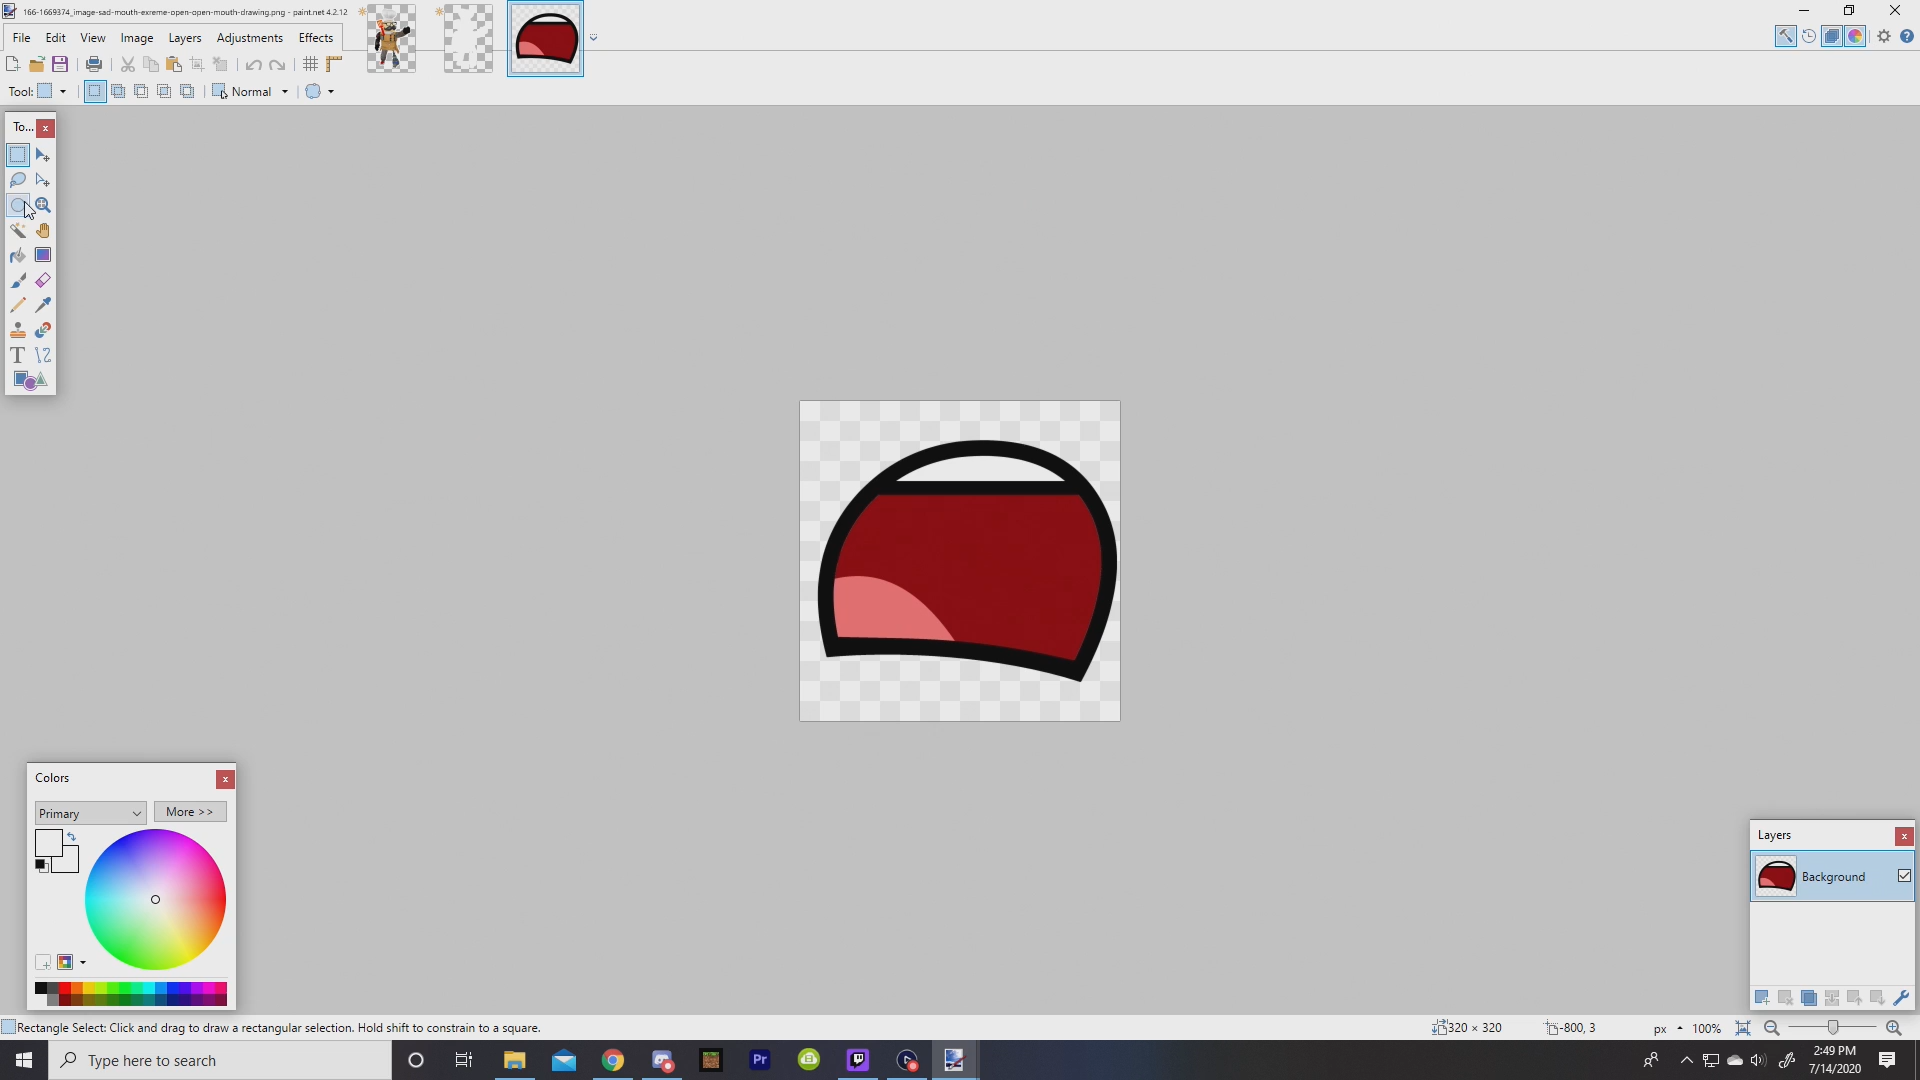 166-1669374_image-sad-mouth-exreme-open-open-mouth-drawing.png - paint.net 4.2.12
File Edit View Image Layers Adjustments Effects
Tool: Normal
To...
Colors
Primary More >>
Layers
Background
Rectangle Select: Click and drag to draw a rectangular selection. Hold shift to constrain to a square.
320 × 320 -800, 3 px 100%
Type here to search
Pr
2:49 PM
7/14/2020